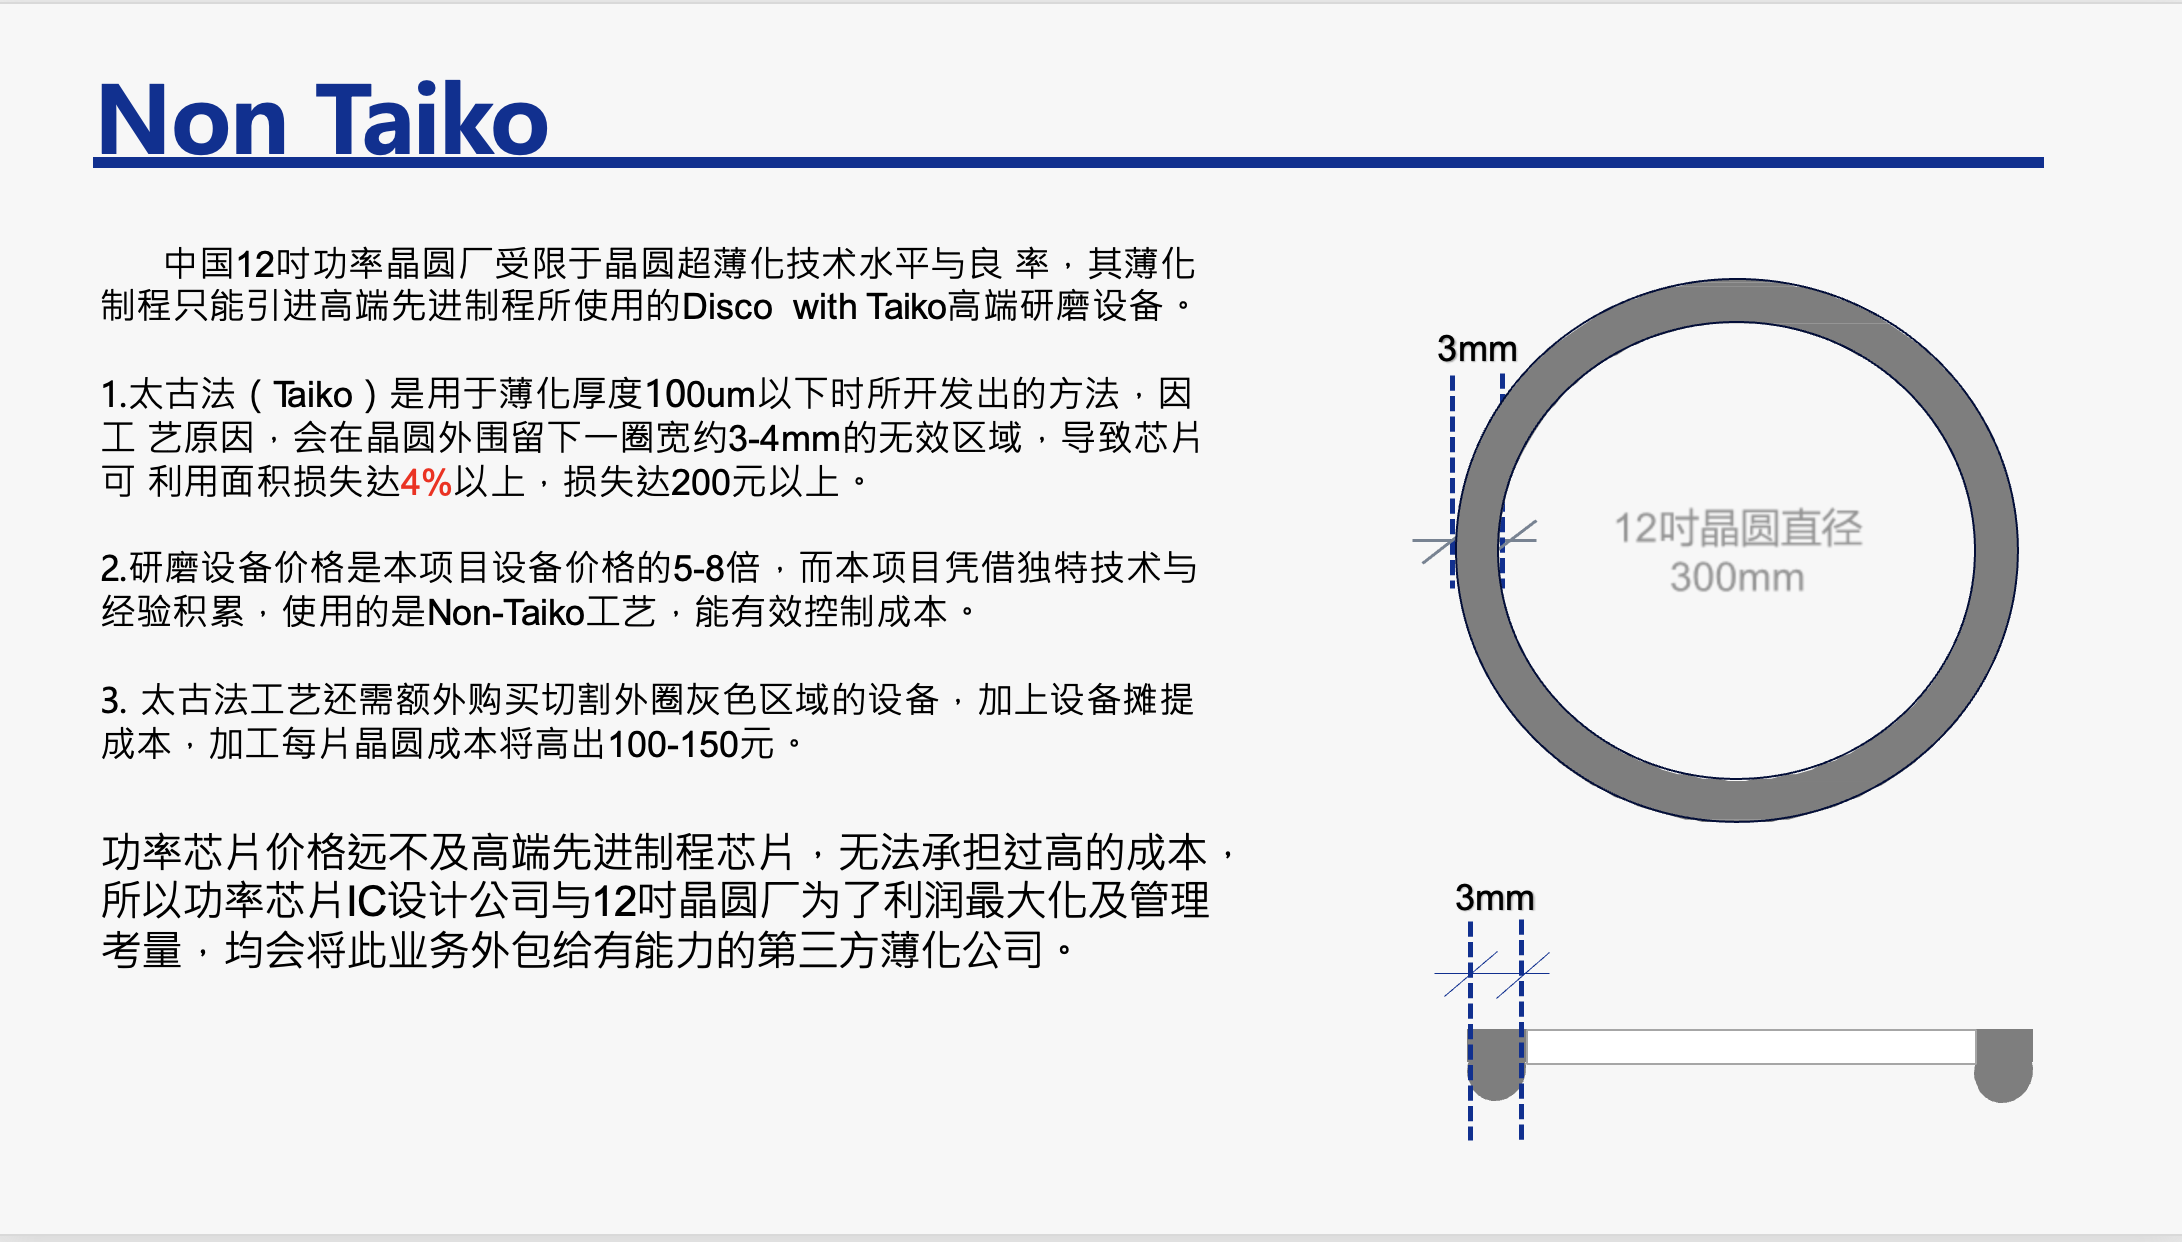 Non Taiko
中国12吋功率晶圆厂受限于晶圆超薄化技术水平与良 率，其薄化
制程只能引进高端先进制程所使用的Disco  with Taiko高端研磨设备。
1.太古法（Taiko）是用于薄化厚度100um以下时所开发出的方法，因
工 艺原因，会在晶圆外围留下一圈宽约3-4mm的无效区域，导致芯片
可 利用面积损失达4%以上，损失达200元以上。
2.研磨设备价格是本项目设备价格的5-8倍，而本项目凭借独特技术与
经验积累，使用的是Non-Taiko工艺，能有效控制成本。
3. 太古法工艺还需额外购买切割外圈灰色区域的设备，加上设备摊提
成本，加工每片晶圆成本将高出100-150元。
功率芯片价格远不及高端先进制程芯片，无法承担过高的成本，
所以功率芯片IC设计公司与12吋晶圆厂为了利润最大化及管理
考量，均会将此业务外包给有能力的第三方薄化公司。
3mm
12吋晶圆直径
300mm
3mm